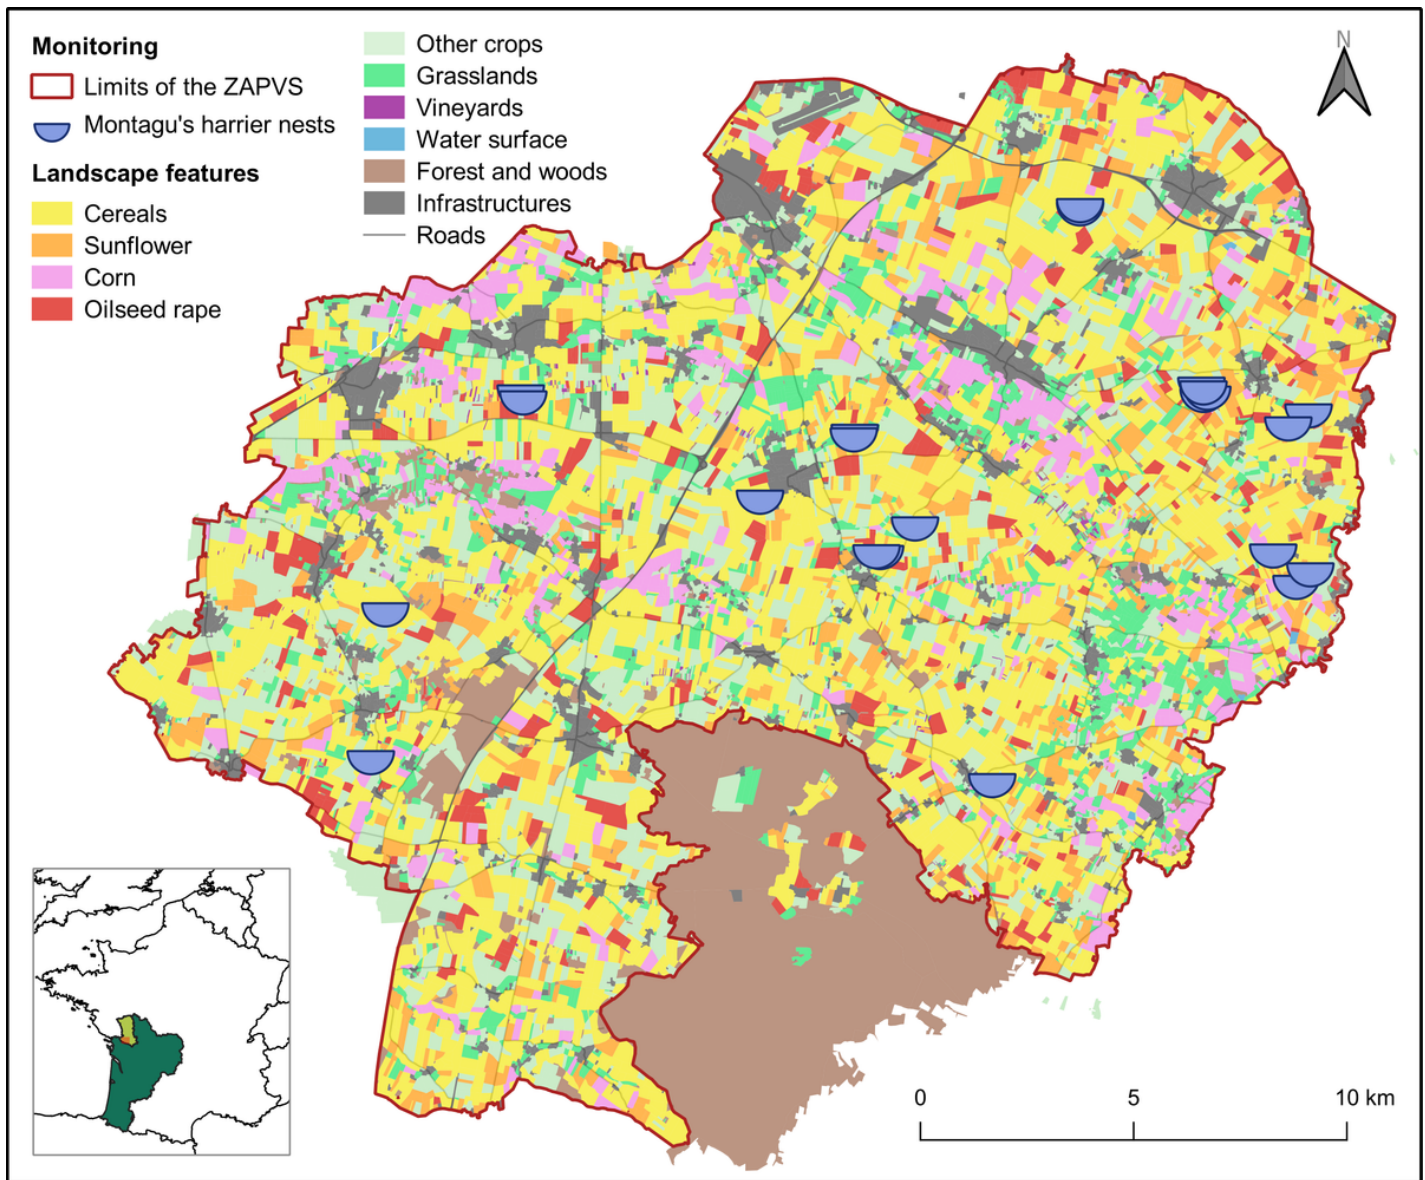 Monitoring
Limits of the ZAPVS
Montagu's harrier nests
Landscape features
Cereals
Sunflower
Corn
Oilseed rape
Other crops
Grasslands
Vineyards
Water surface
Forest and woods
Infrastructures
Roads
N
0 5 10 km